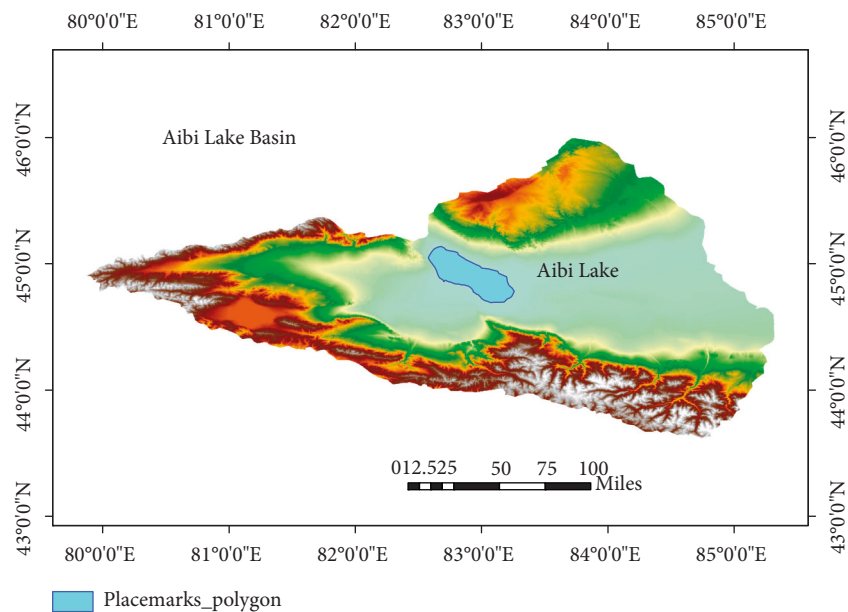 80°0'0"E 81°0'0"E 82°0'0"E 83°0'0"E 84°0'0"E 85°0'0"E
46°0'0"N
45°0'0"N
44°0'0"N
43°0'0"N
Aibi Lake Basin
Aibi Lake
012.525 50 75 100
Miles
46°0'0"N
45°0'0"N
44°0'0"N
43°0'0"N
80°0'0"E 81°0'0"E 82°0'0"E 83°0'0"E 84°0'0"E 85°0'0"E
Placemarks_polygon